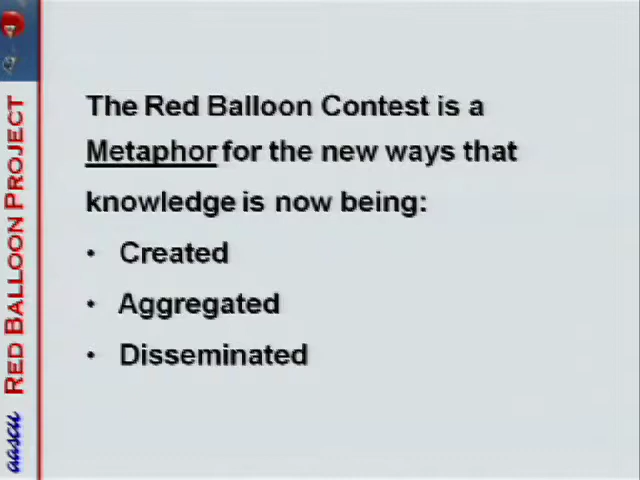 The Red Balloon Contest is a
Metaphor for the new ways that
knowledge is now being:
• Created
• Aggregated
• Disseminated
RED BALLOON PROJECT
aascu